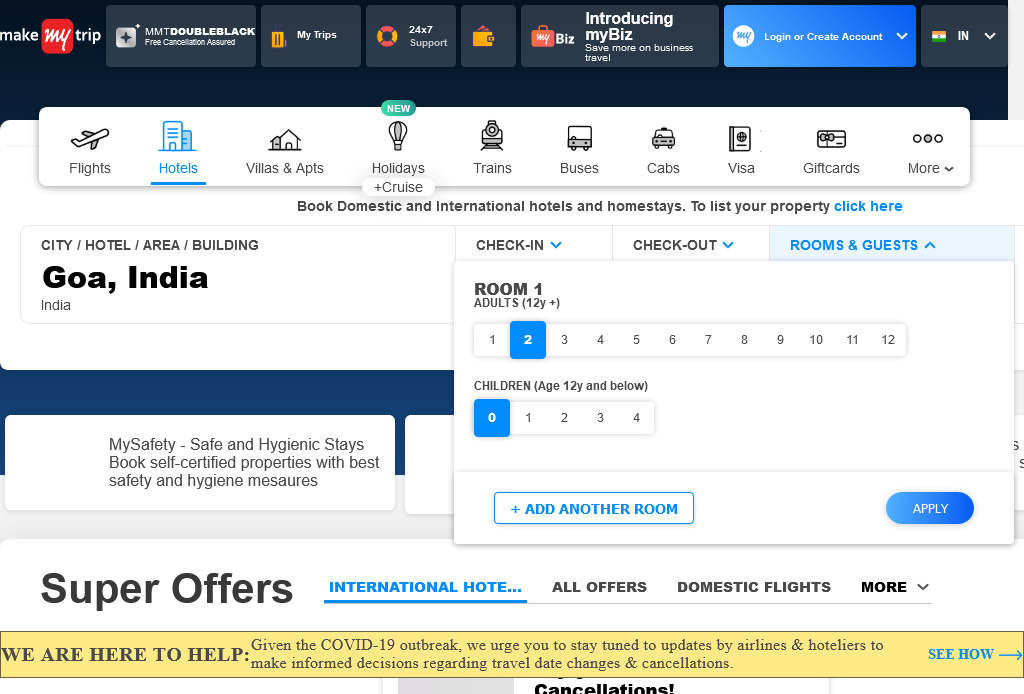 make my trip
MMTDOUBLEBLACK
Free Cancellation Assured
My Trips
24x7
Support
my Biz
Introducing
myBiz
Save more on business
travel
my
Login or Create Account
IN
NEW
Flights
Hotels
Villas & Apts
Holidays
Trains
Buses
Cabs
Visa
Giftcards
More
+Cruise
Book Domestic and International hotels and homestays. To list your property click here
CITY / HOTEL / AREA / BUILDING
CHECK-IN
CHECK-OUT
ROOMS & GUESTS
Goa, India
India
ROOM 1
ADULTS (12y +)
1 2 3 4 5 6 7 8 9 10 11 12
CHILDREN (Age 12y and below)
0 1 2 3 4
+ ADD ANOTHER ROOM
APPLY
MySafety - Safe and Hygienic Stays
Book self-certified properties with best
safety and hygiene mesaures
Super Offers
INTERNATIONAL HOTE...
ALL OFFERS
DOMESTIC FLIGHTS
MORE
WE ARE HERE TO HELP:
Given the COVID-19 outbreak, we urge you to stay tuned to updates by airlines & hoteliers to
make informed decisions regarding travel date changes & cancellations.
SEE HOW
Cancellations!